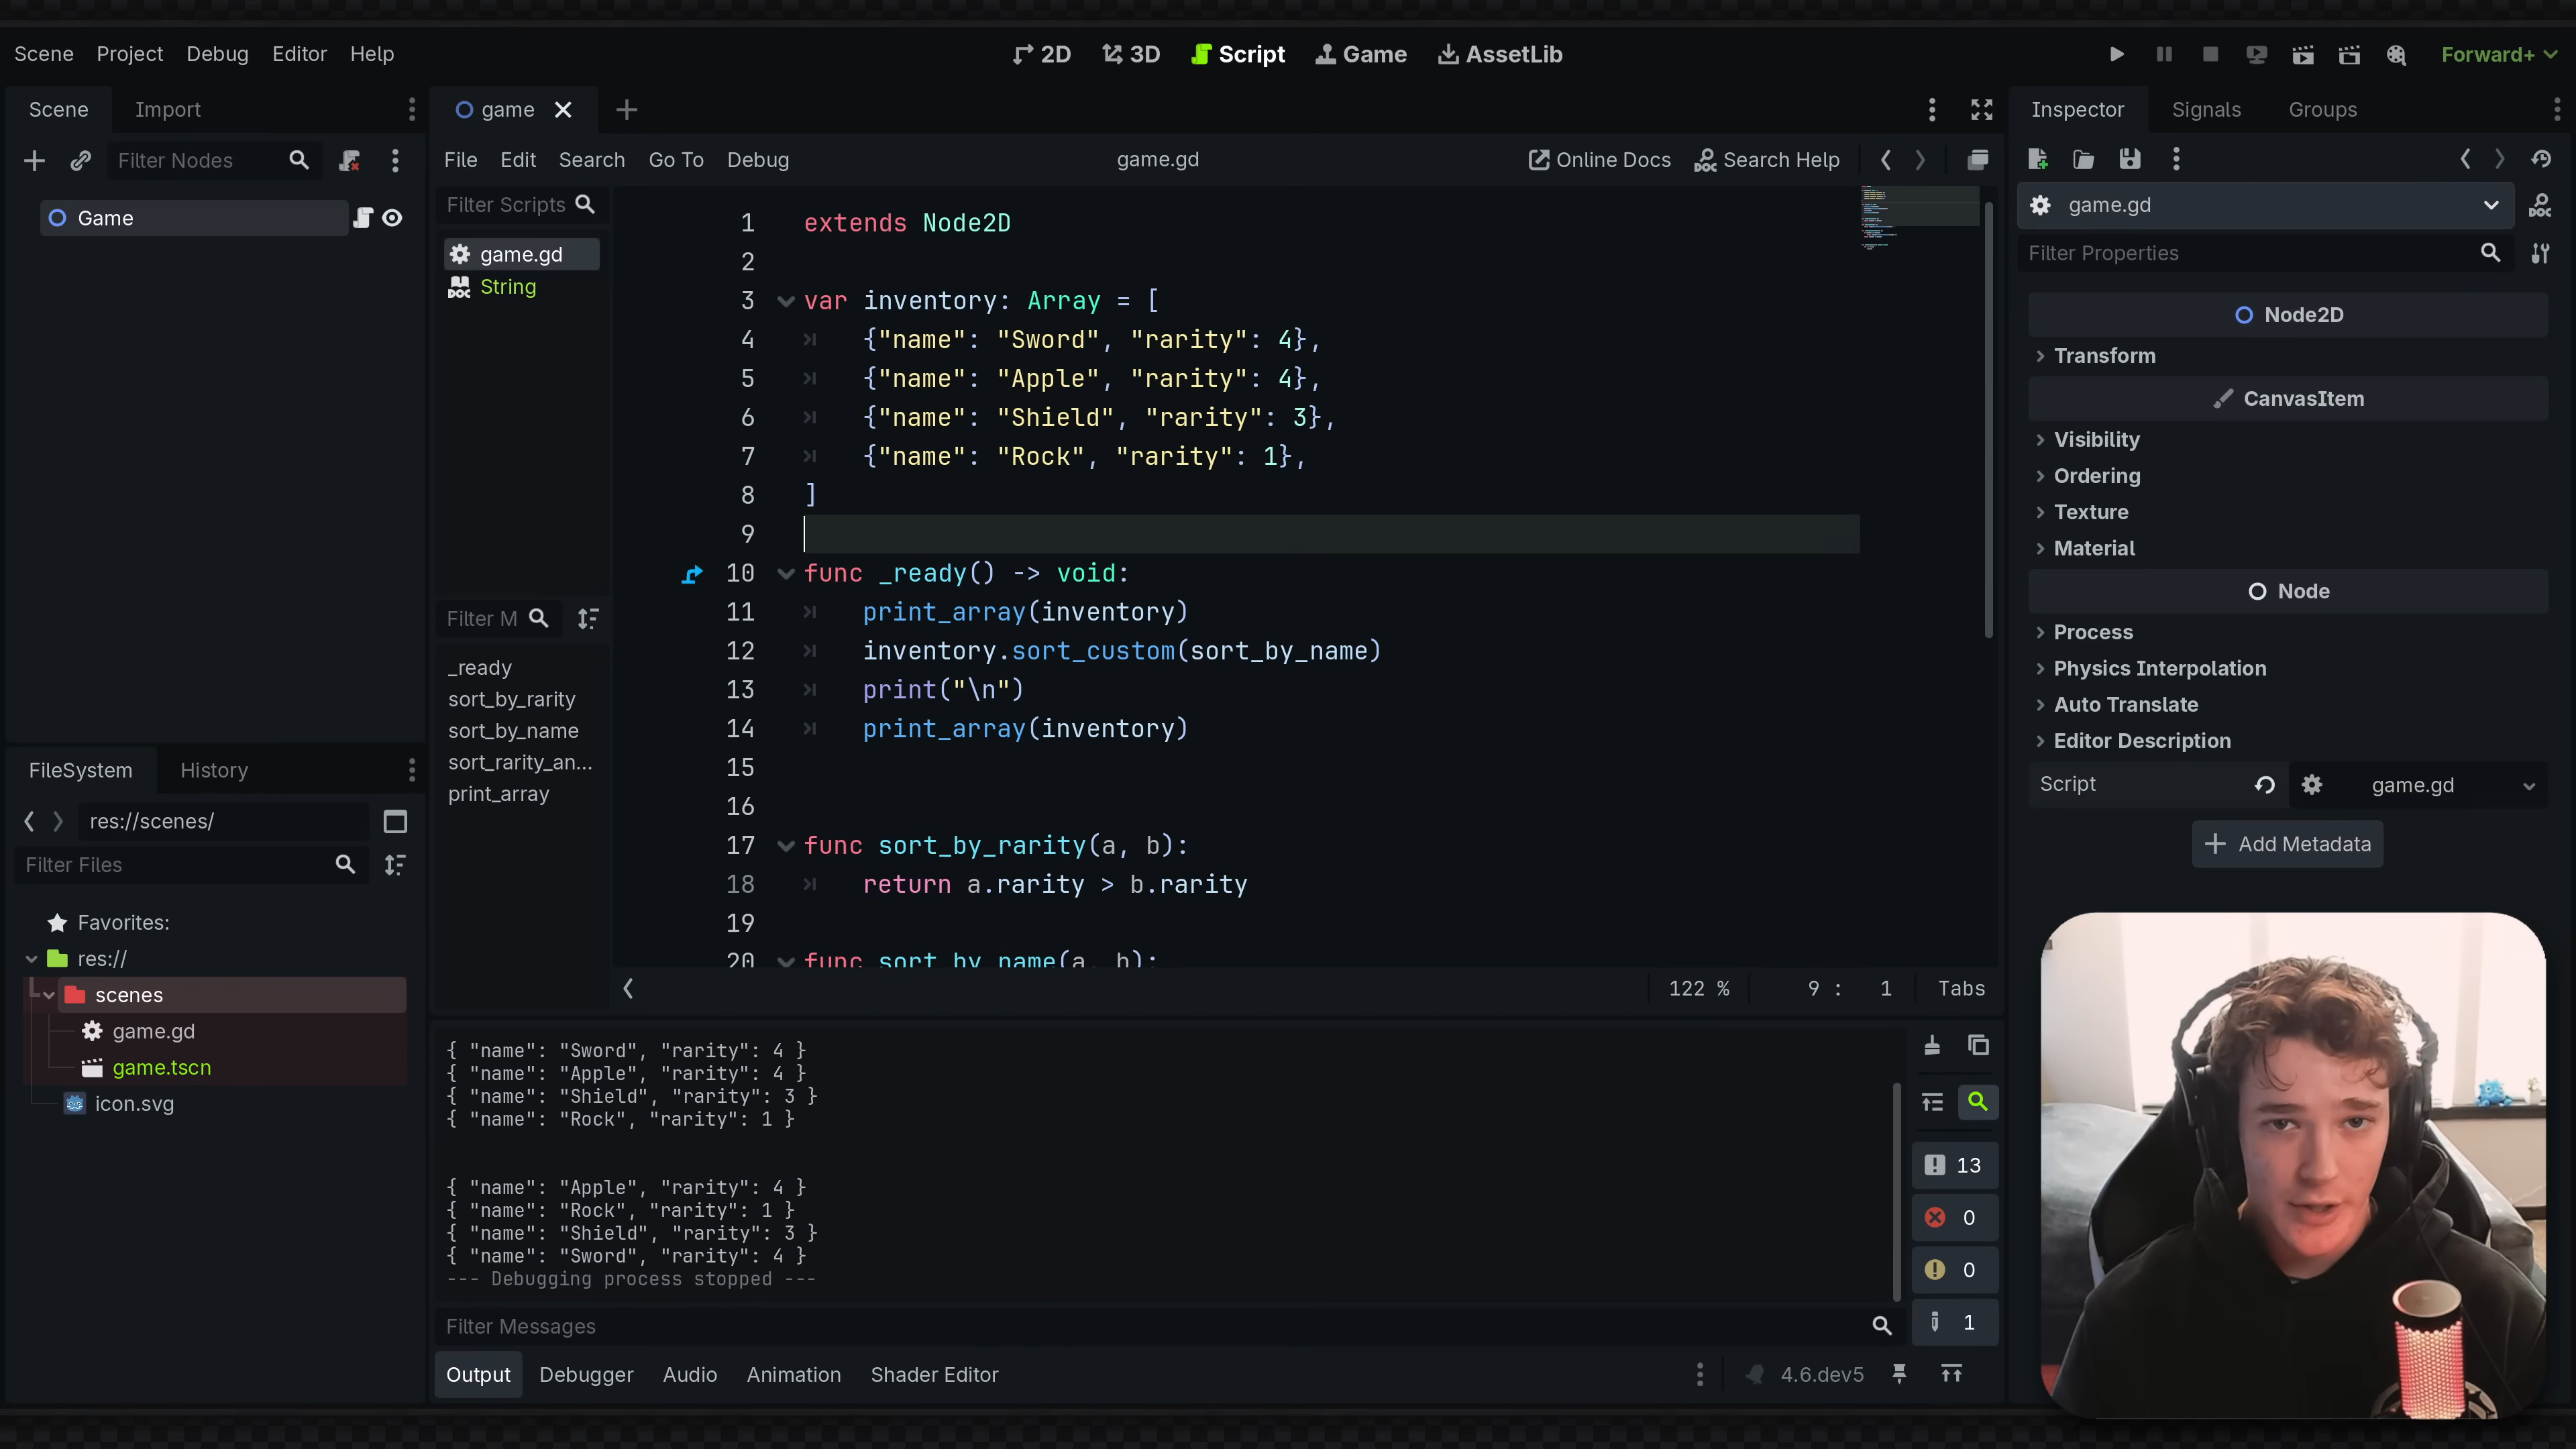 Scene Project Debug Editor Help
2D 3D Script Game AssetLib
Forward+
Scene Import
Filter Nodes
Game
FileSystem History
res://scenes/
Filter Files
Favorites:
res://
scenes
game.gd
game.tscn
icon.svg
game
File Edit Search Go To Debug
game.gd
Online Docs Search Help
Filter Scripts
game.gd
DOC String
Filter M
_ready
sort_by_rarity
sort_by_name
sort_rarity_an...
print_array
1 extends Node2D
2
3 var inventory: Array = [
4 {"name": "Sword", "rarity": 4},
5 {"name": "Apple", "rarity": 4},
6 {"name": "Shield", "rarity": 3},
7 {"name": "Rock", "rarity": 1},
8 ]
9
10 func _ready() -> void:
11 print_array(inventory)
12 inventory.sort_custom(sort_by_name)
13 print("\n")
14 print_array(inventory)
15
16
17 func sort_by_rarity(a, b):
18 return a.rarity > b.rarity
19
20 func sort_by_name(a, b):
122 % 9 : 1 Tabs
{ "name": "Sword", "rarity": 4 }
{ "name": "Apple", "rarity": 4 }
{ "name": "Shield", "rarity": 3 }
{ "name": "Rock", "rarity": 1 }
{ "name": "Apple", "rarity": 4 }
{ "name": "Rock", "rarity": 1 }
{ "name": "Shield", "rarity": 3 }
{ "name": "Sword", "rarity": 4 }
--- Debugging process stopped ---
13
0
0
1
Filter Messages
Output Debugger Audio Animation Shader Editor
4.6.dev5
Inspector Signals Groups
game.gd
DOC
Filter Properties
Node2D
Transform
CanvasItem
Visibility
Ordering
Texture
Material
Node
Process
Physics Interpolation
Auto Translate
Editor Description
Script game.gd
Add Metadata